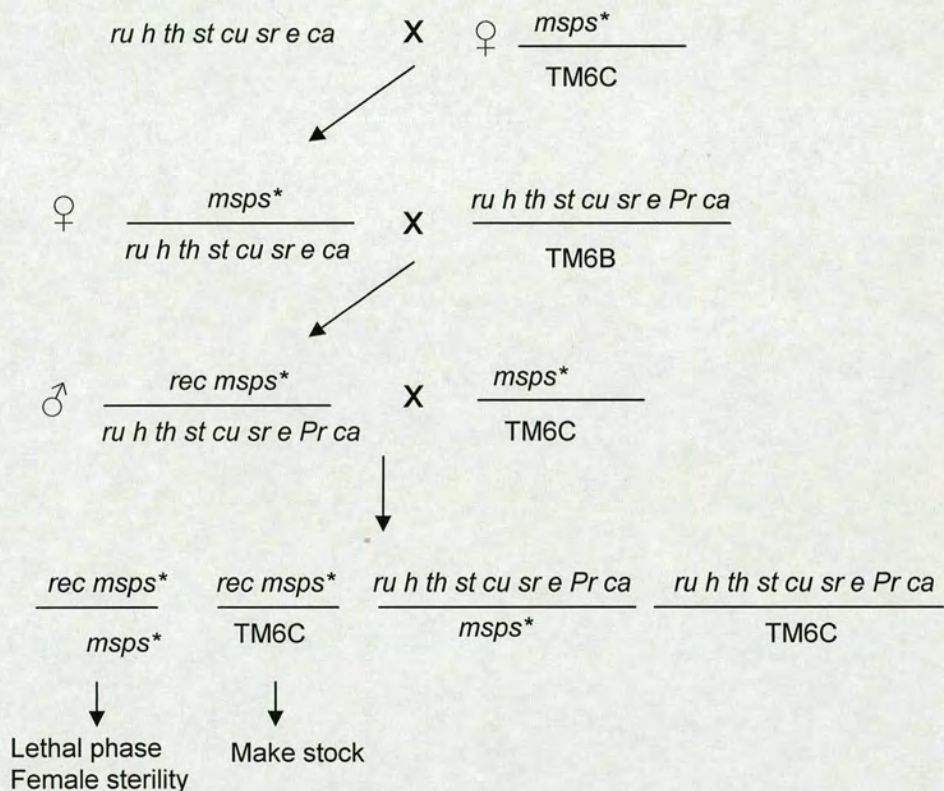 ru h th st cu sr e ca X ♀ msps*
TM6C
♀ msps* X ru h th st cu sr e Pr ca
ru h th st cu sr e ca TM6B
♂ rec msps* X msps*
ru h th st cu sr e Pr ca TM6C
rec msps* rec msps* ru h th st cu sr e Pr ca ru h th st cu sr e Pr ca
msps* TM6C msps* TM6C
Lethal phase Make stock
Female sterility